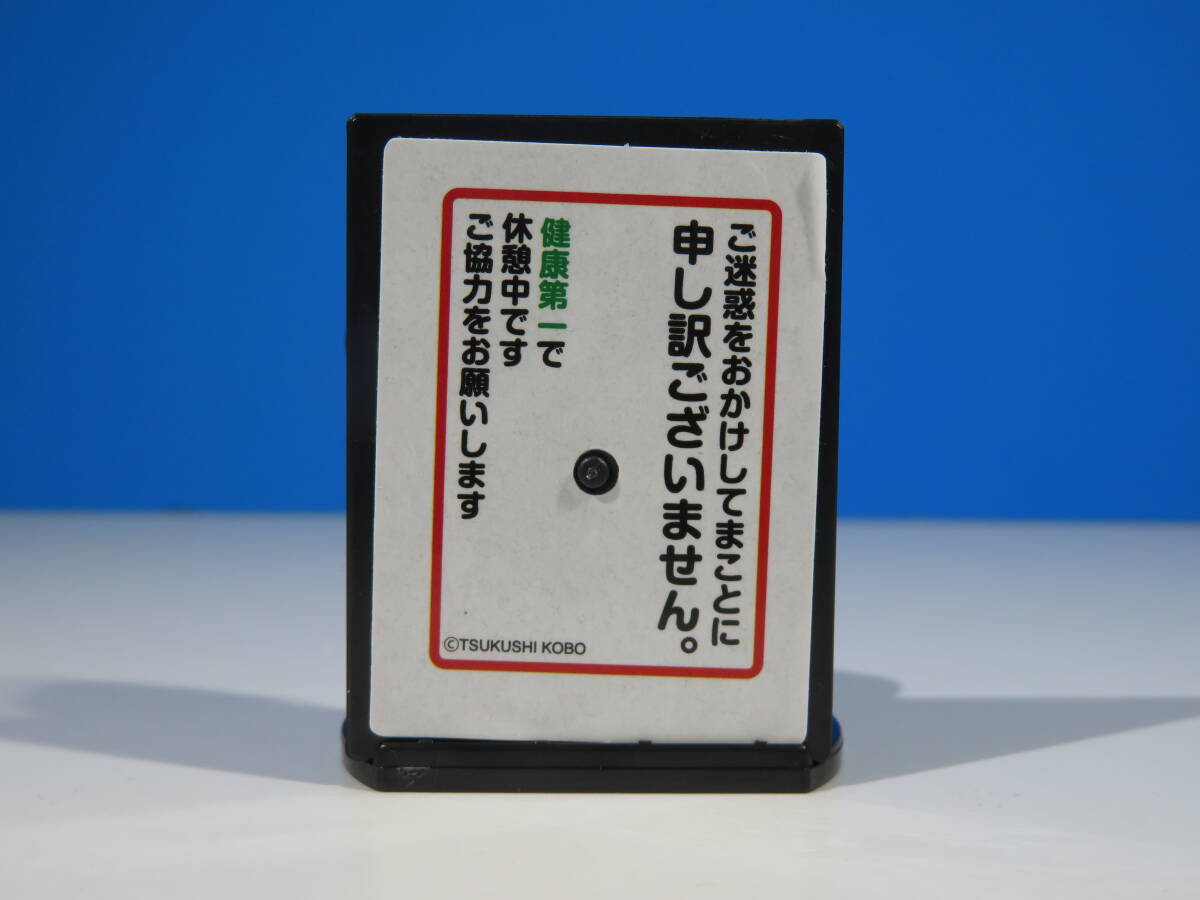 ご迷惑をおかけしてまことに
申し訳ございません。
健康第一で
休憩中です
ご協力をお願いします
©TSUKUSHI KOBO